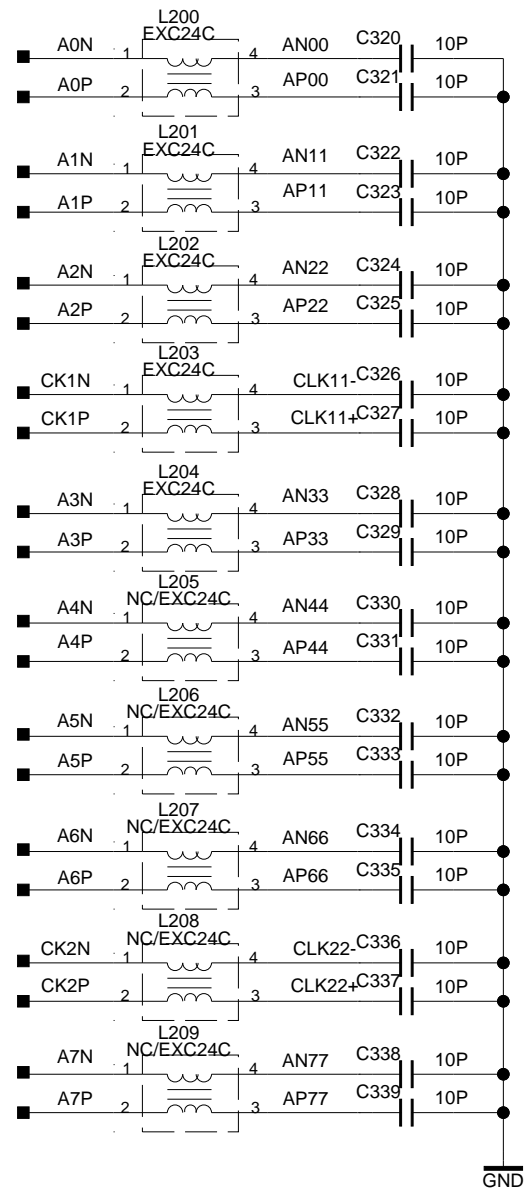 L200
EXC24C
A0N 1 4 AN00 C320 10P
A0P 2 3 AP00 C321 10P
L201
EXC24C
A1N 1 4 AN11 C322 10P
A1P 2 3 AP11 C323 10P
L202
EXC24C
A2N 1 4 AN22 C324 10P
A2P 2 3 AP22 C325 10P
L203
EXC24C
CK1N 1 4 CLK11- C326 10P
CK1P 2 3 CLK11+ C327 10P
L204
EXC24C
A3N 1 4 AN33 C328 10P
A3P 2 3 AP33 C329 10P
L205
NC/EXC24C
A4N 1 4 AN44 C330 10P
A4P 2 3 AP44 C331 10P
L206
NC/EXC24C
A5N 1 4 AN55 C332 10P
A5P 2 3 AP55 C333 10P
L207
NC/EXC24C
A6N 1 4 AN66 C334 10P
A6P 2 3 AP66 C335 10P
L208
NC/EXC24C
CK2N 1 4 CLK22- C336 10P
CK2P 2 3 CLK22+ C337 10P
L209
NC/EXC24C
A7N 1 4 AN77 C338 10P
A7P 2 3 AP77 C339 10P
GND